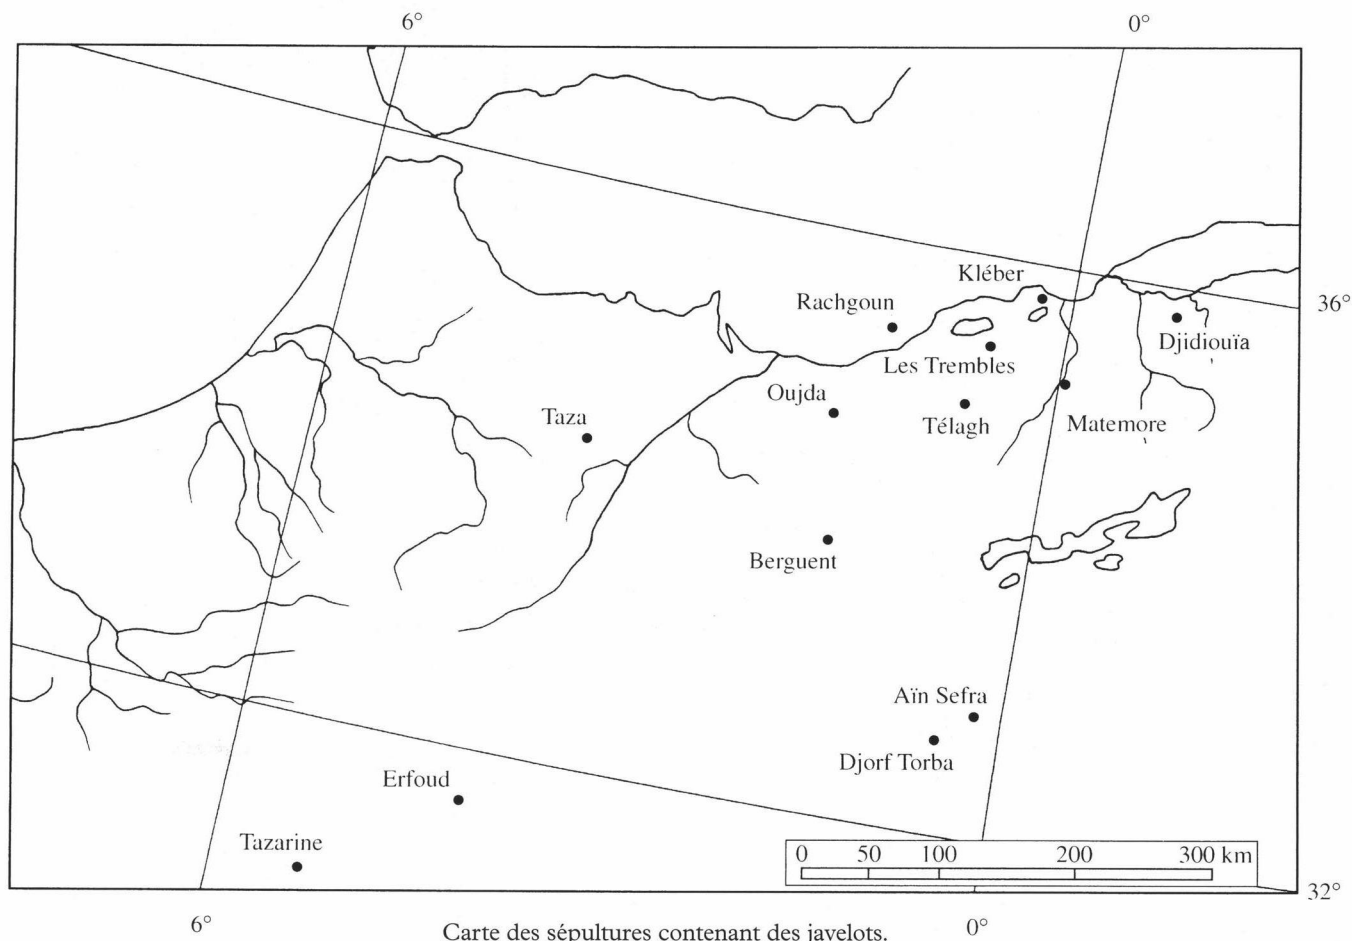 6°
0°
Kléber
36°
Rachgoun
Djidiouïa
Les Trembles
Oujda
Taza
Télagh
Matemore
Berguent
Aïn Sefra
Djorf Torba
Erfoud
Tazarine
0 50 100 200 300 km
32°
6°
0°
Carte des sépultures contenant des javelots.